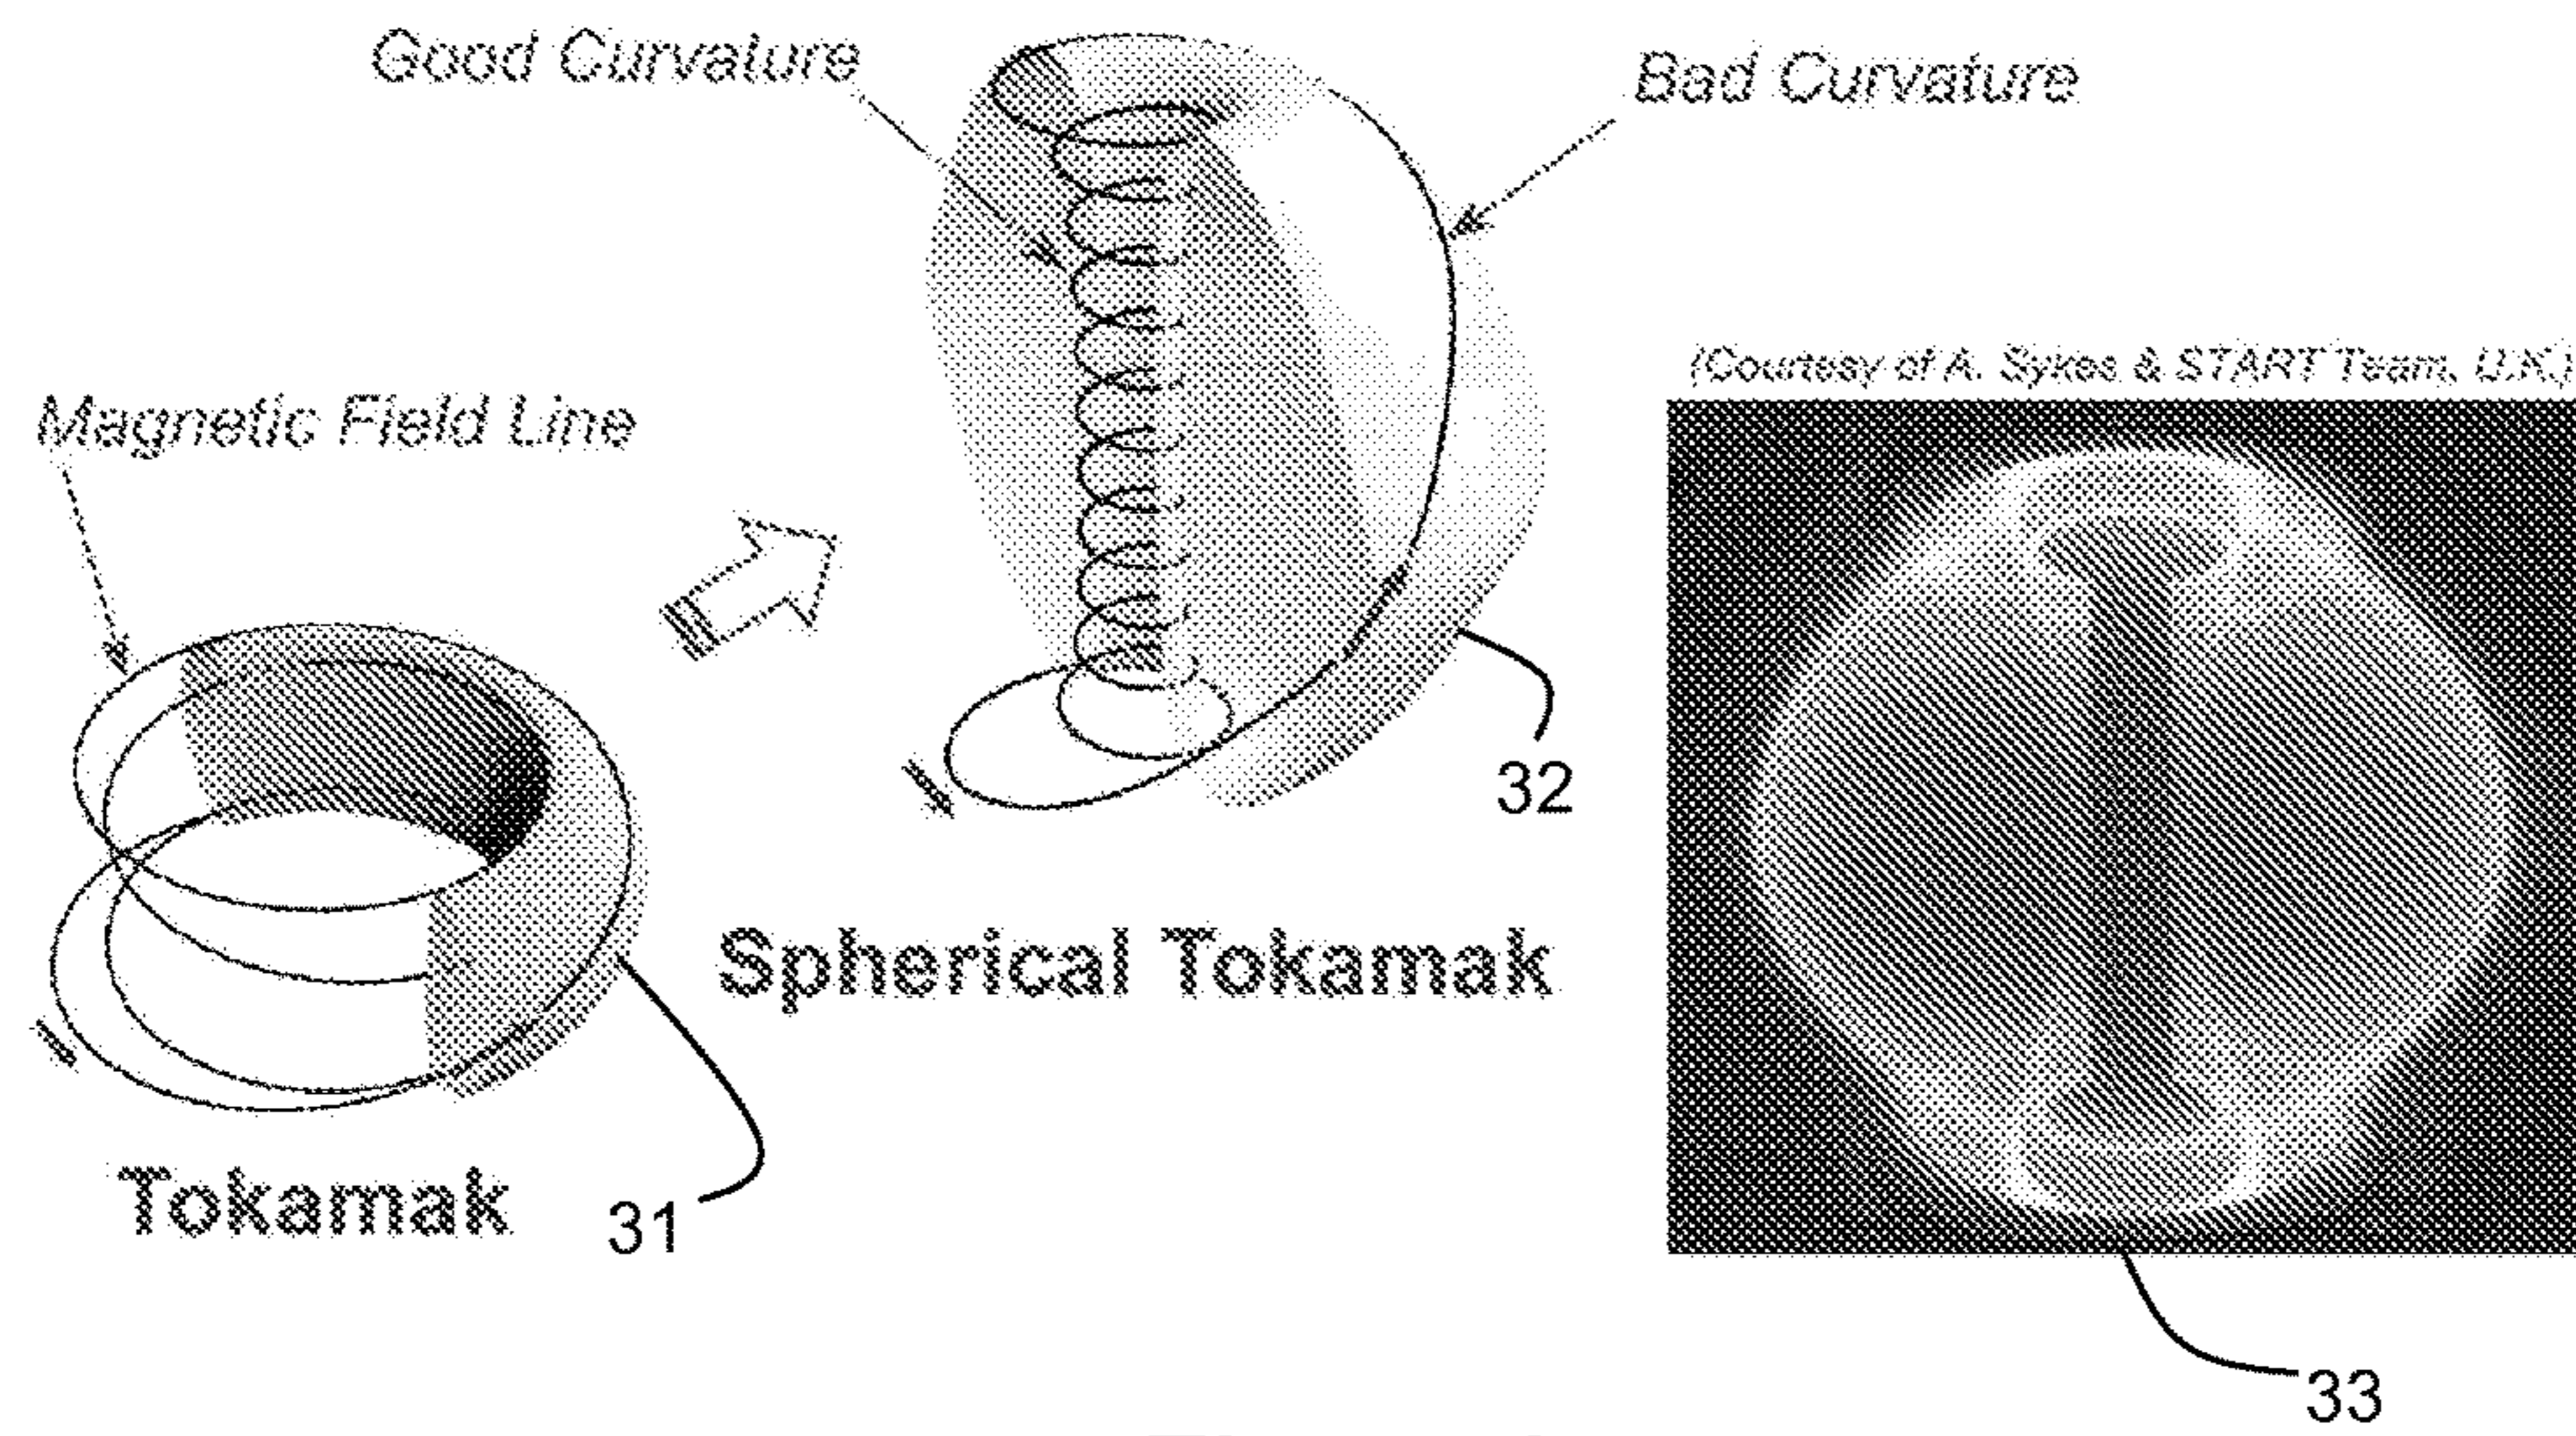 Good Curvature
Bad Curvature
(Courtesy of A. Sykes & START Team, U.K.)
Magnetic Field Line
32
Spherical Tokamak
Tokamak
31
33